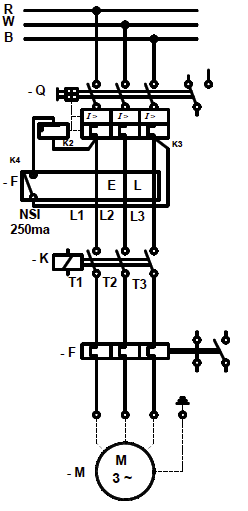 R
W
B
- Q
I > I > I >
K2 K3
K4
- F E L
NSI L1 L2 L3
250ma
- K
T1 T2 T3
- F
- M M
3 ~